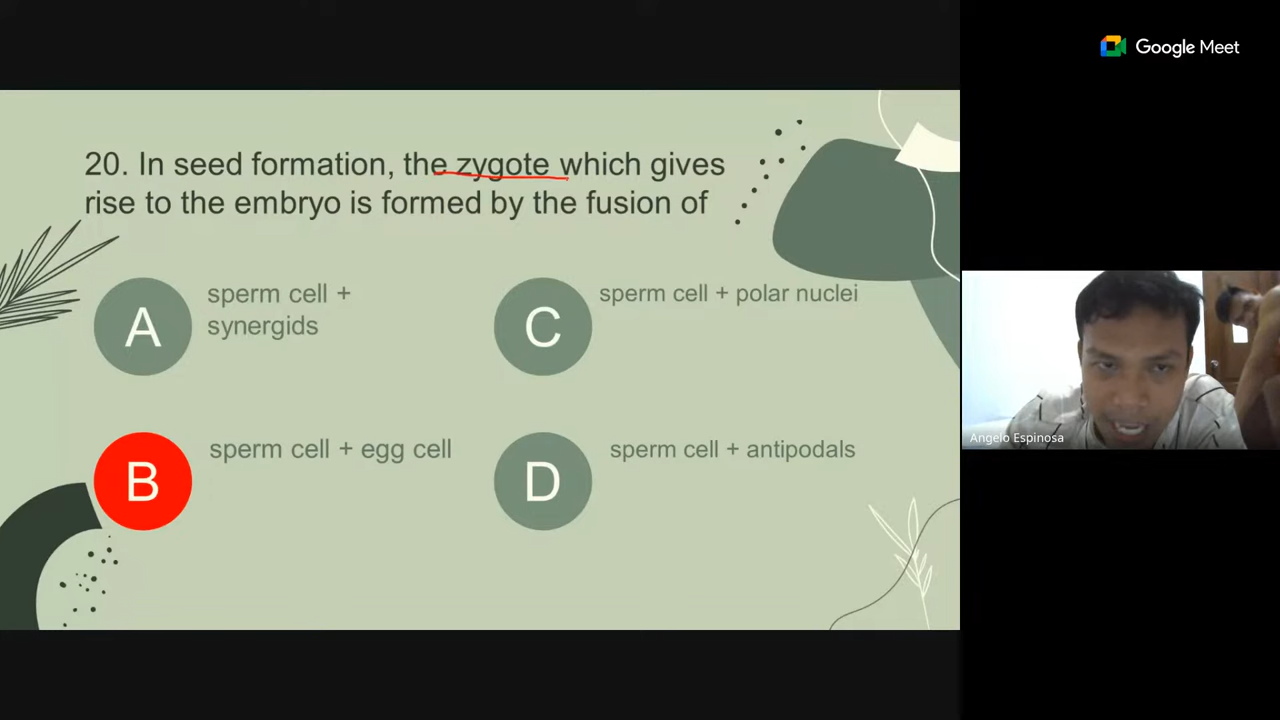 Google Meet
20. In seed formation, the zygote which gives
rise to the embryo is formed by the fusion of
A
sperm cell +
synergids
B
sperm cell + egg cell
C
sperm cell + polar nuclei
D
sperm cell + antipodals
Angelo Espinosa